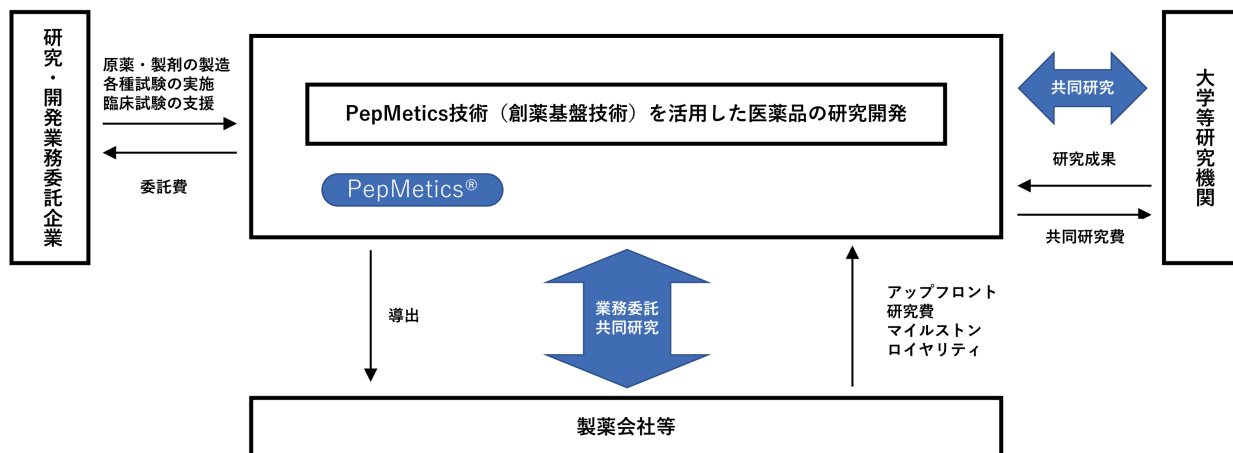 研究・開発業務委託企業
原薬・製剤の製造
各種試験の実施
臨床試験の支援
委託費
PepMetics技術（創薬基盤技術）を活用した医薬品の研究開発
PepMetics®
共同研究
研究成果
共同研究費
大学等研究機関
導出
業務委託
共同研究
アップフロント
研究費
マイルストン
ロイヤリティ
製薬会社等